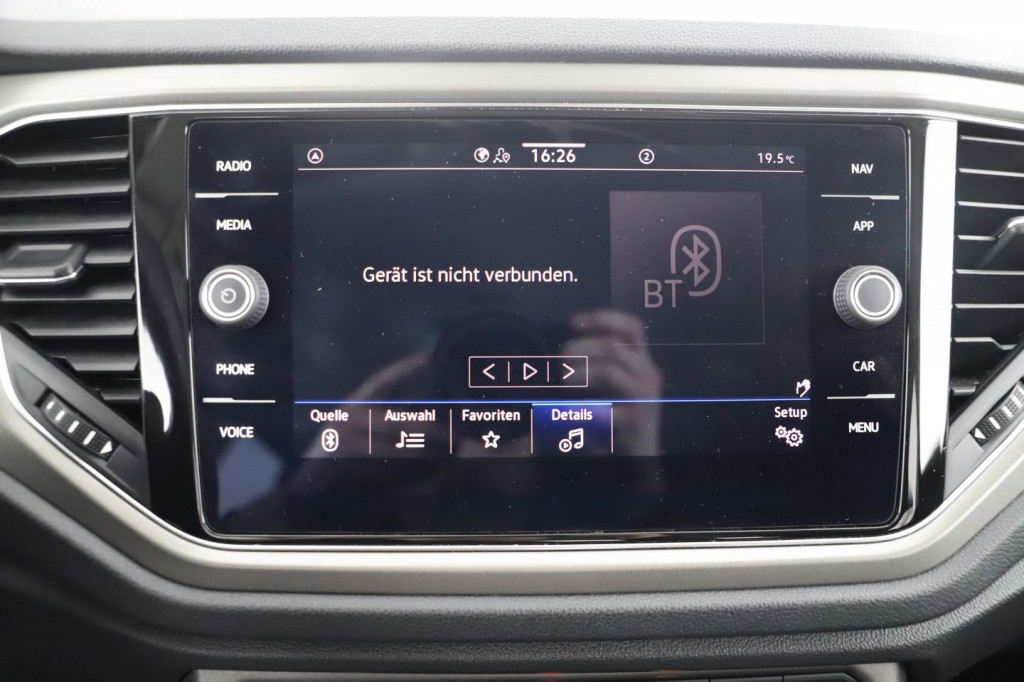 RADIO
MEDIA
PHONE
VOICE
16:26
2
19.5°C
Gerät ist nicht verbunden.
BT
Quelle
Auswahl
Favoriten
Details
Setup
NAV
APP
CAR
MENU